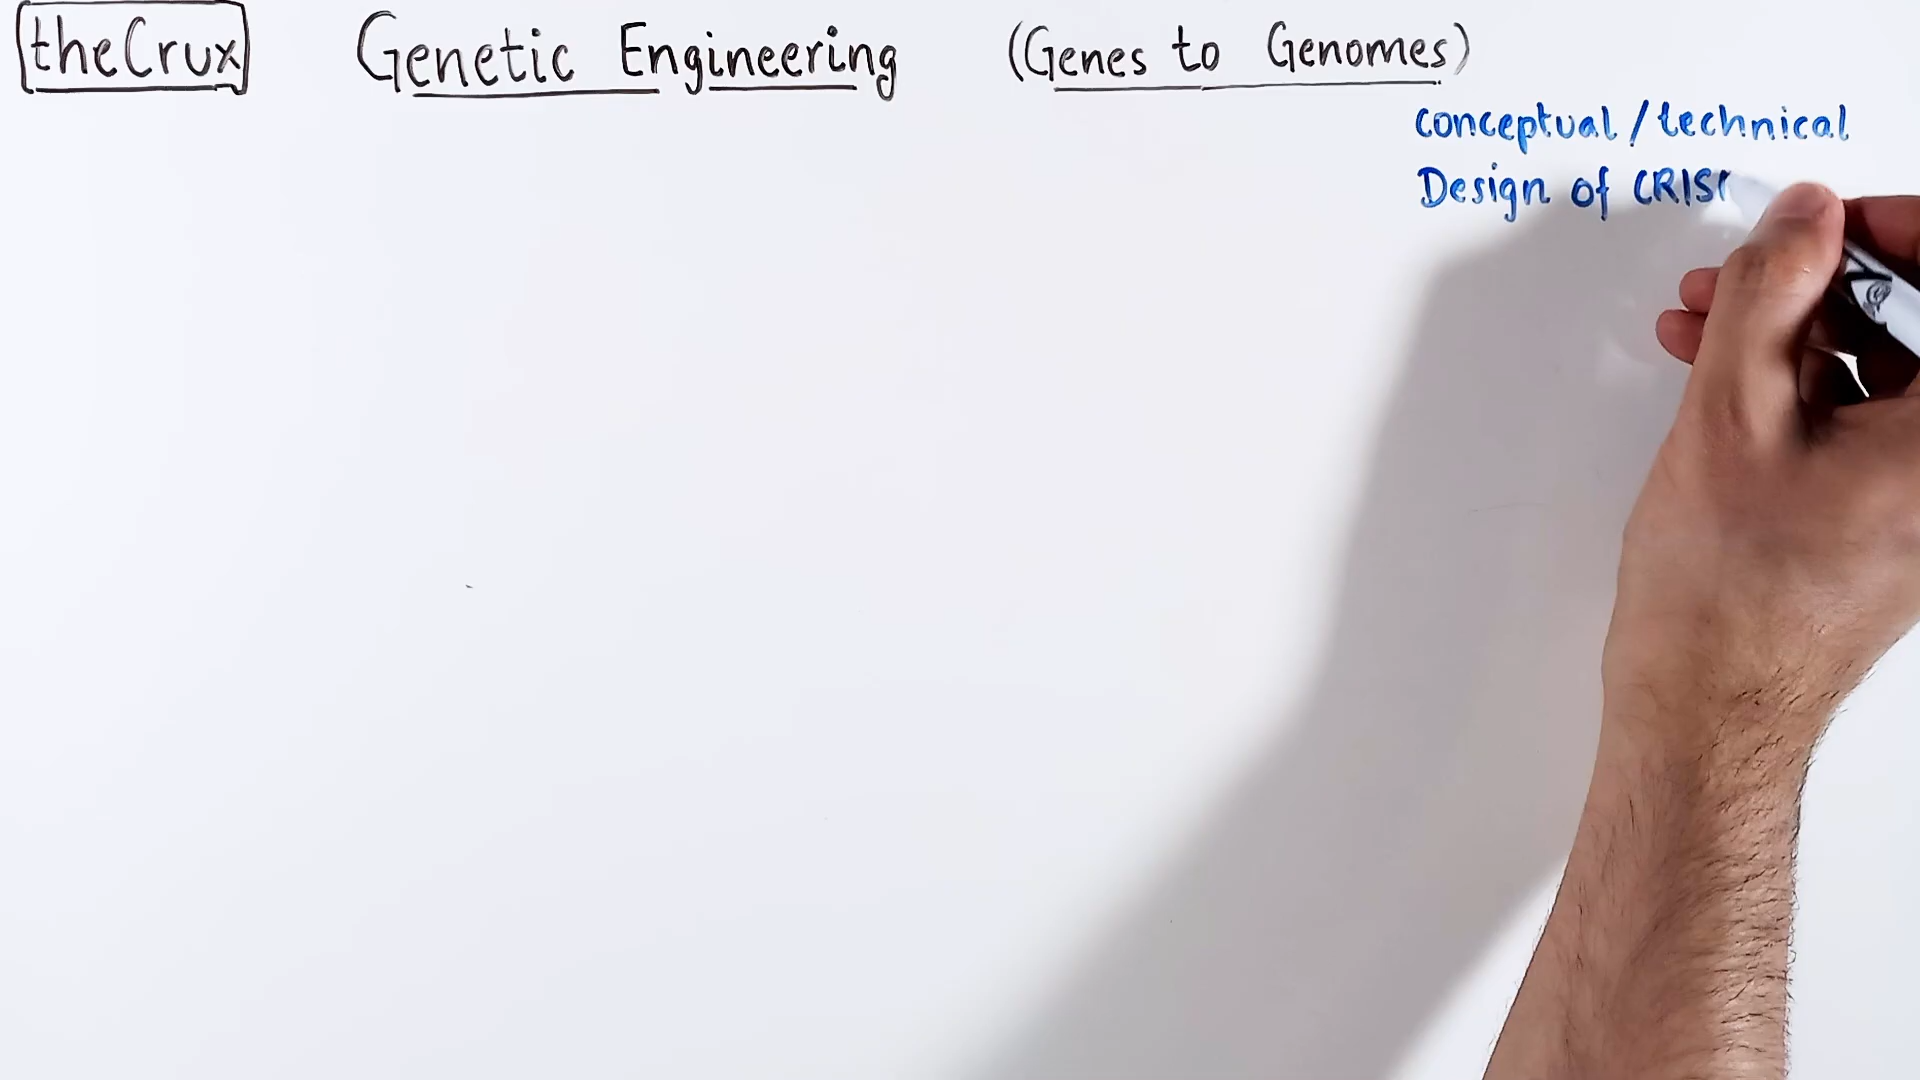 theCrux Genetic Engineering (Genes to Genomes)
conceptual / technical
Design of CRIS